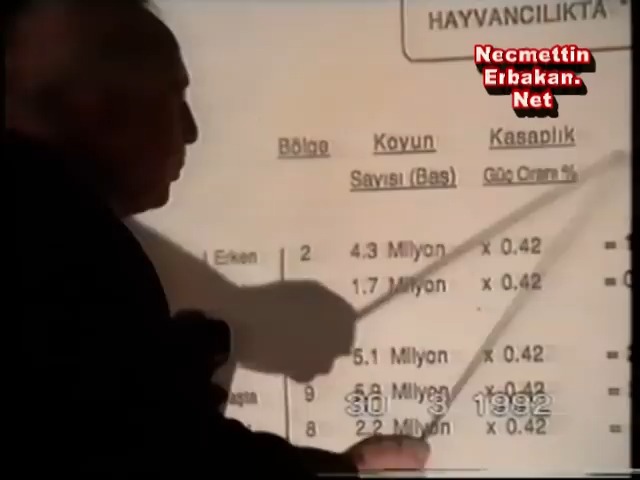 HAYVANCILIKTA
Necmettin
Erbakan.
Net
Bölge Koyun Kasaplık
Sayısı (Baş) Güç Oranı %
Erken 2 4.3 Milyon x 0.42 =
1.7 Milyon x 0.42 =
5.1 Milyon x 0.42 =
9 Milyon x 0.42
30 3 1992
8 2.2 Milyon x 0.42 =